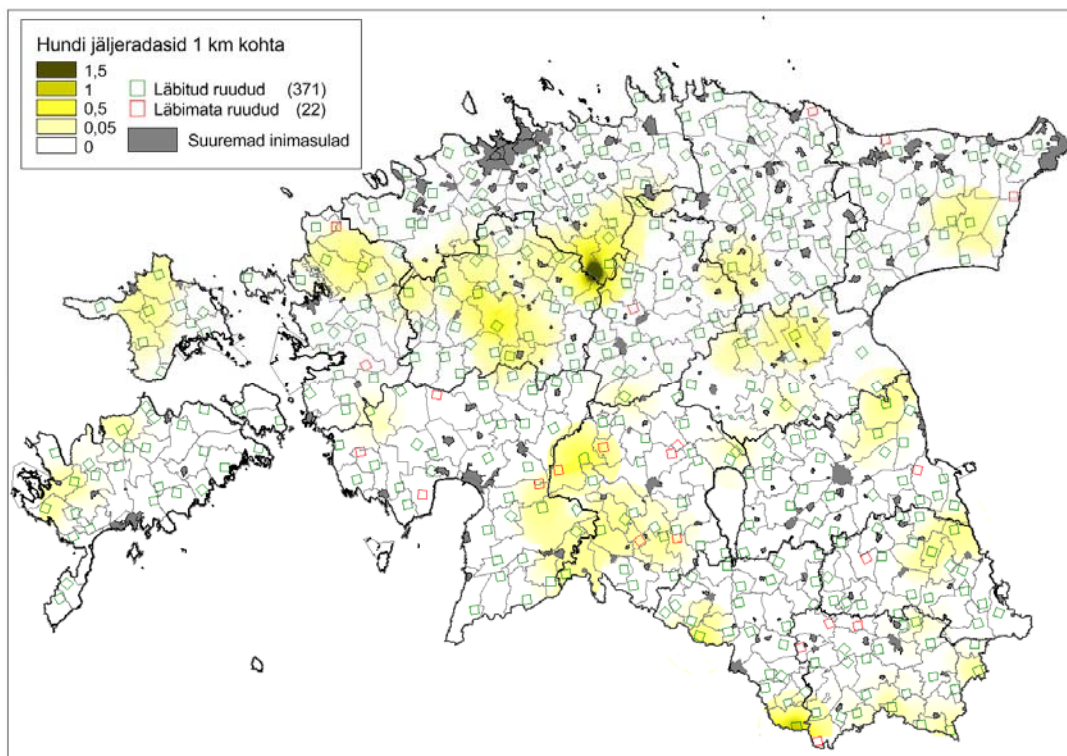 Hundi jäljeradasid 1 km kohta
1,5
1
0,5
0,05
0
Läbitud ruudud (371)
Läbimata ruudud (22)
Suuremad inimasulad